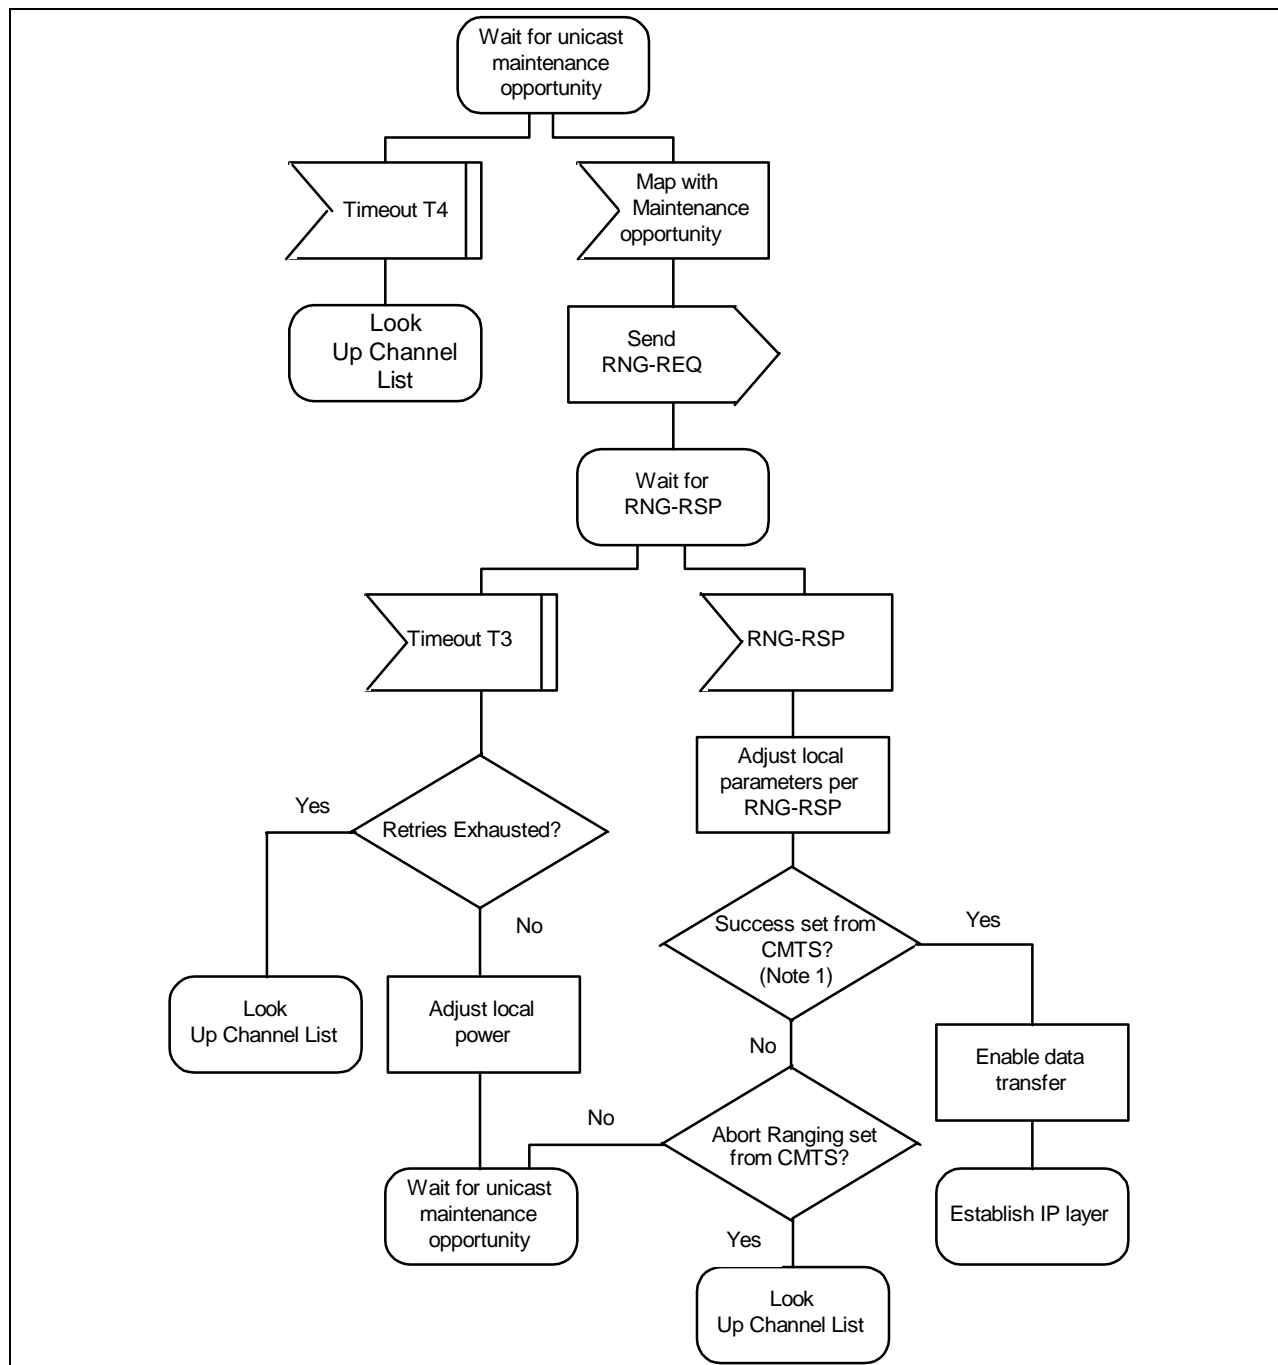 Wait for unicast
maintenance
opportunity
Timeout T4
Map with
Maintenance
opportunity
Look
Up Channel
List
Send
RNG-REQ
Wait for
RNG-RSP
Timeout T3
RNG-RSP
Adjust local
parameters per
RNG-RSP
Yes
Retries Exhausted?
No
Success set from
CMTS?
(Note 1)
Yes
Look
Up Channel List
Adjust local
power
No
Enable data
transfer
No
Abort Ranging set
from CMTS?
Wait for unicast
maintenance
opportunity
Establish IP layer
Yes
Look
Up Channel List